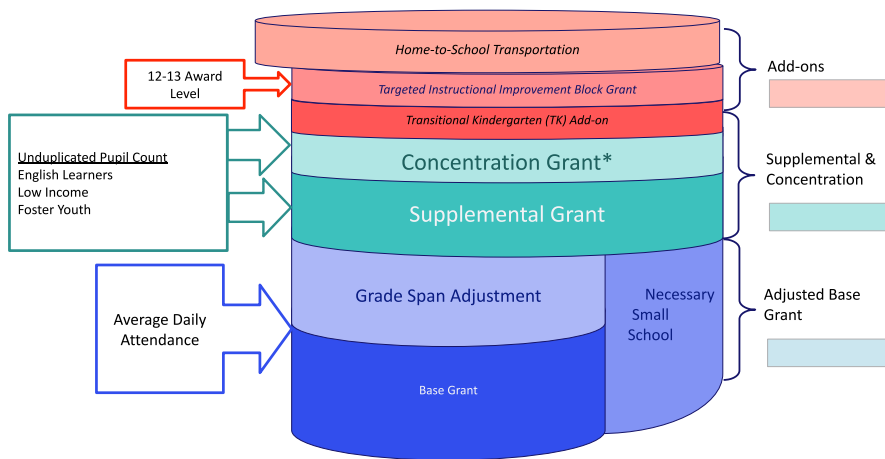 Home-to-School Transportation
12-13 Award
Level
Targeted Instructional Improvement Block Grant
Add-ons
Transitional Kindergarten (TK) Add-on
Unduplicated Pupil Count
English Learners
Low Income
Foster Youth
Concentration Grant*
Supplemental &
Concentration
Supplemental Grant
Average Daily
Attendance
Grade Span Adjustment
Necessary
Small
School
Adjusted Base
Grant
Base Grant